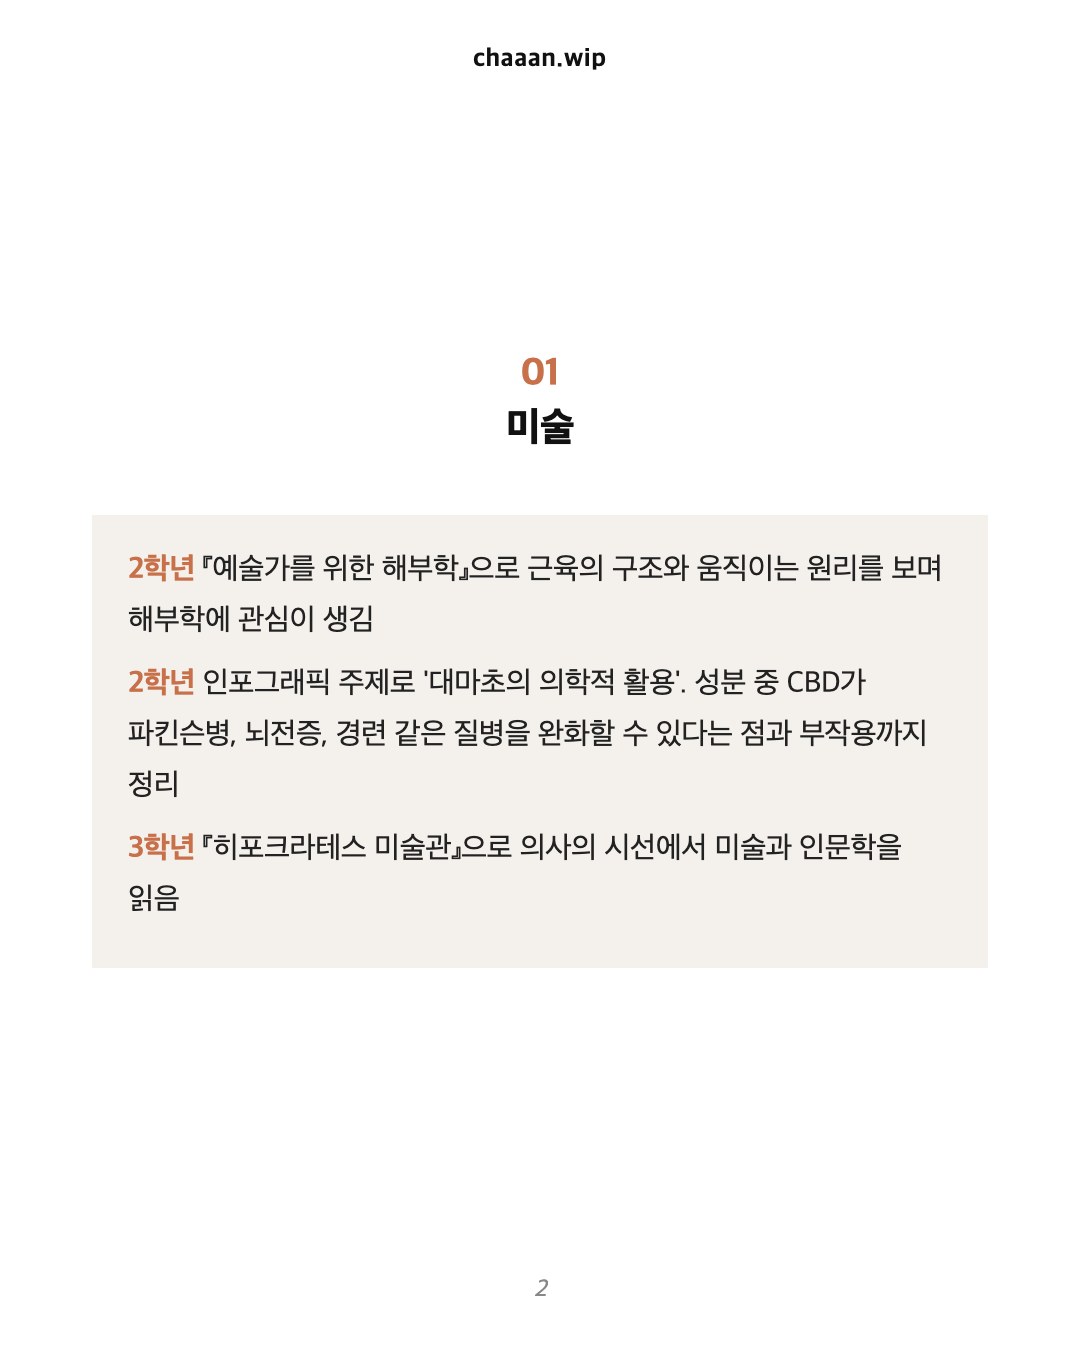 chaaan.wip
01
미술
2학년 『예술가를 위한 해부학』으로 근육의 구조와 움직이는 원리를 보며
해부학에 관심이 생김
2학년 인포그래픽 주제로 '대마초의 의학적 활용'. 성분 중 CBD가
파킨슨병, 뇌전증, 경련 같은 질병을 완화할 수 있다는 점과 부작용까지
정리
3학년 『히포크라테스 미술관』으로 의사의 시선에서 미술과 인문학을
읽음
2